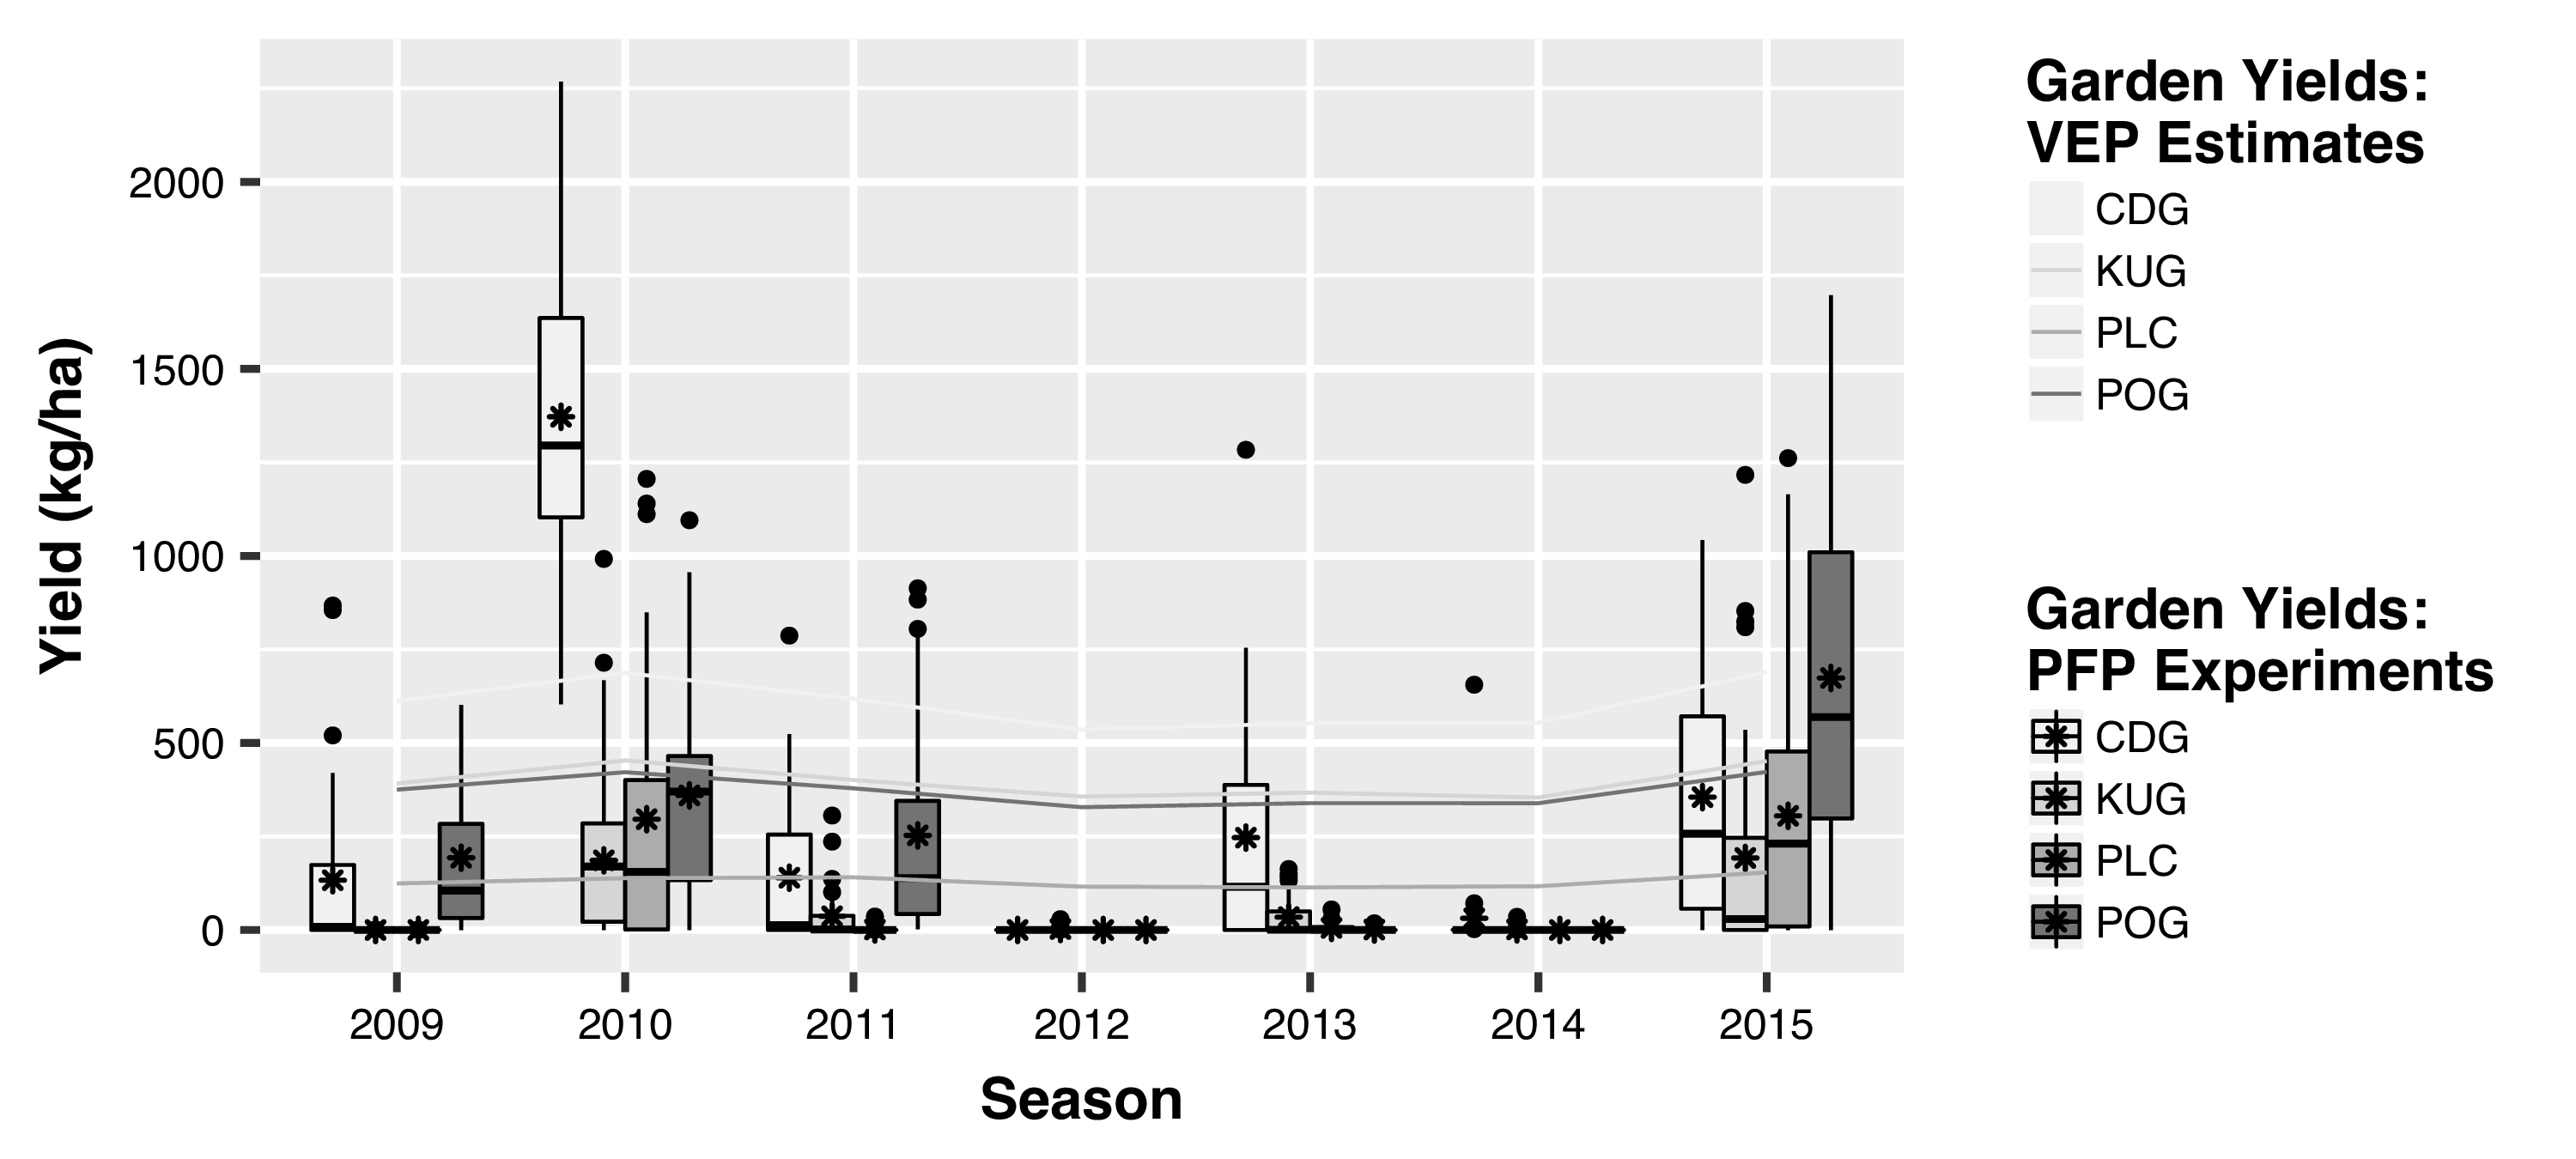 Yield (kg/ha)
2000
1500
1000
500
0
2009 2010 2011 2012 2013 2014 2015
Season
Garden Yields:
VEP Estimates
CDG
KUG
PLC
POG
Garden Yields:
PFP Experiments
CDG
KUG
PLC
POG